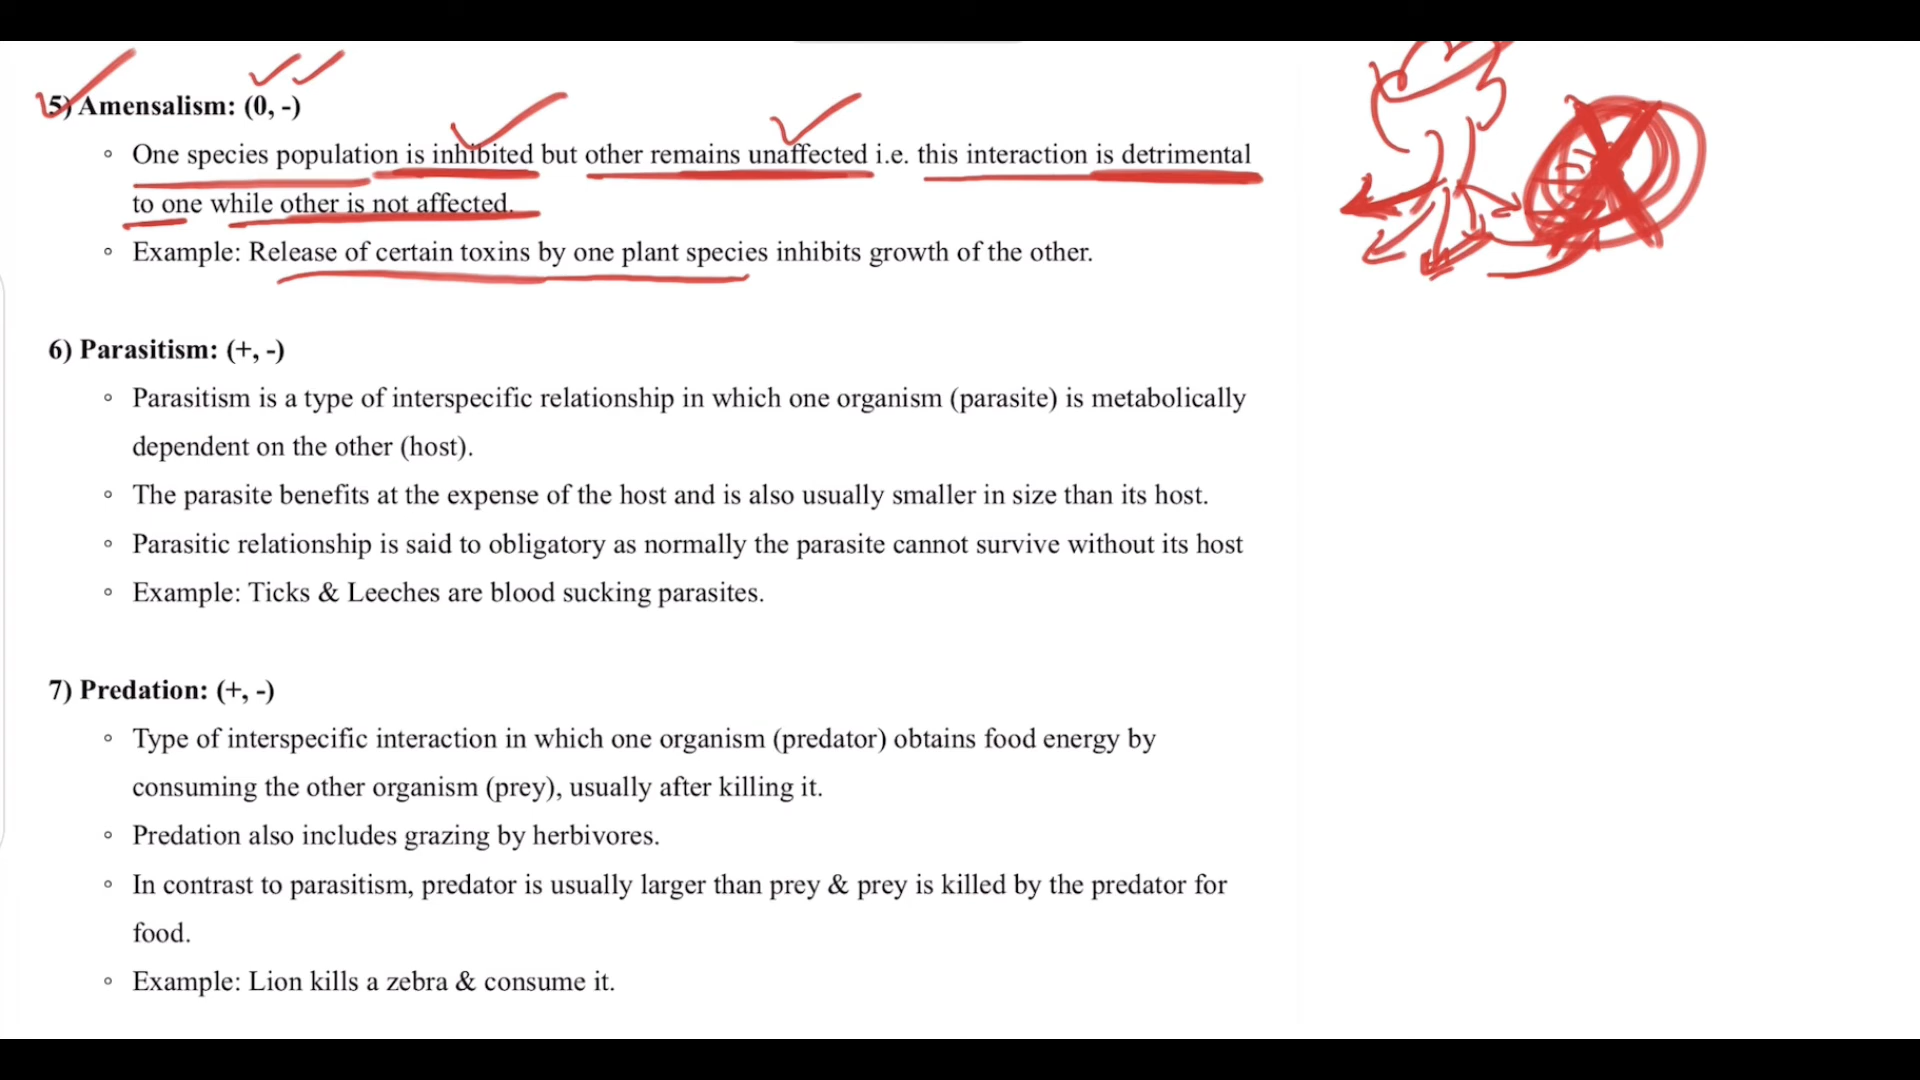 5) Amensalism: (0, -)
◦ One species population is inhibited but other remains unaffected i.e. this interaction is detrimental
to one while other is not affected.
◦ Example: Release of certain toxins by one plant species inhibits growth of the other.
6) Parasitism: (+, -)
◦ Parasitism is a type of interspecific relationship in which one organism (parasite) is metabolically
dependent on the other (host).
◦ The parasite benefits at the expense of the host and is also usually smaller in size than its host.
◦ Parasitic relationship is said to obligatory as normally the parasite cannot survive without its host
◦ Example: Ticks & Leeches are blood sucking parasites.
7) Predation: (+, -)
◦ Type of interspecific interaction in which one organism (predator) obtains food energy by
consuming the other organism (prey), usually after killing it.
◦ Predation also includes grazing by herbivores.
◦ In contrast to parasitism, predator is usually larger than prey & prey is killed by the predator for
food.
◦ Example: Lion kills a zebra & consume it.